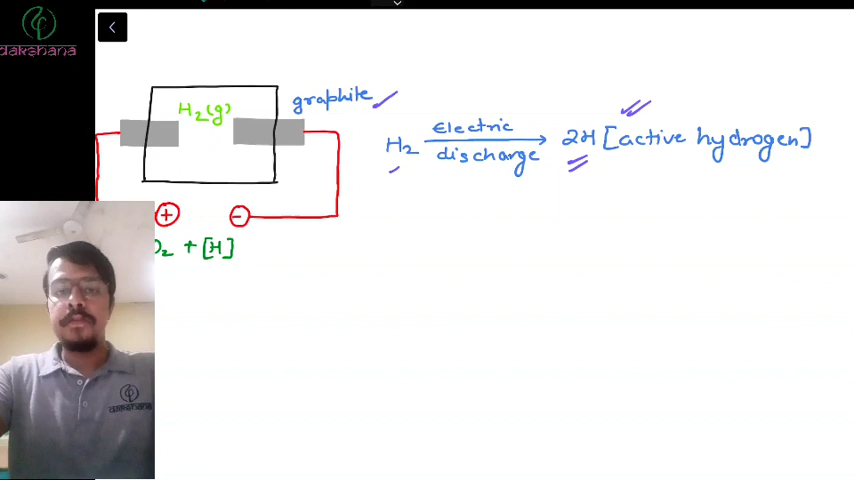 dakshana
H₂(g)
graphite
H₂ Electric discharge → 2H [active hydrogen]
+
-
O₂ + [H]
dakshana